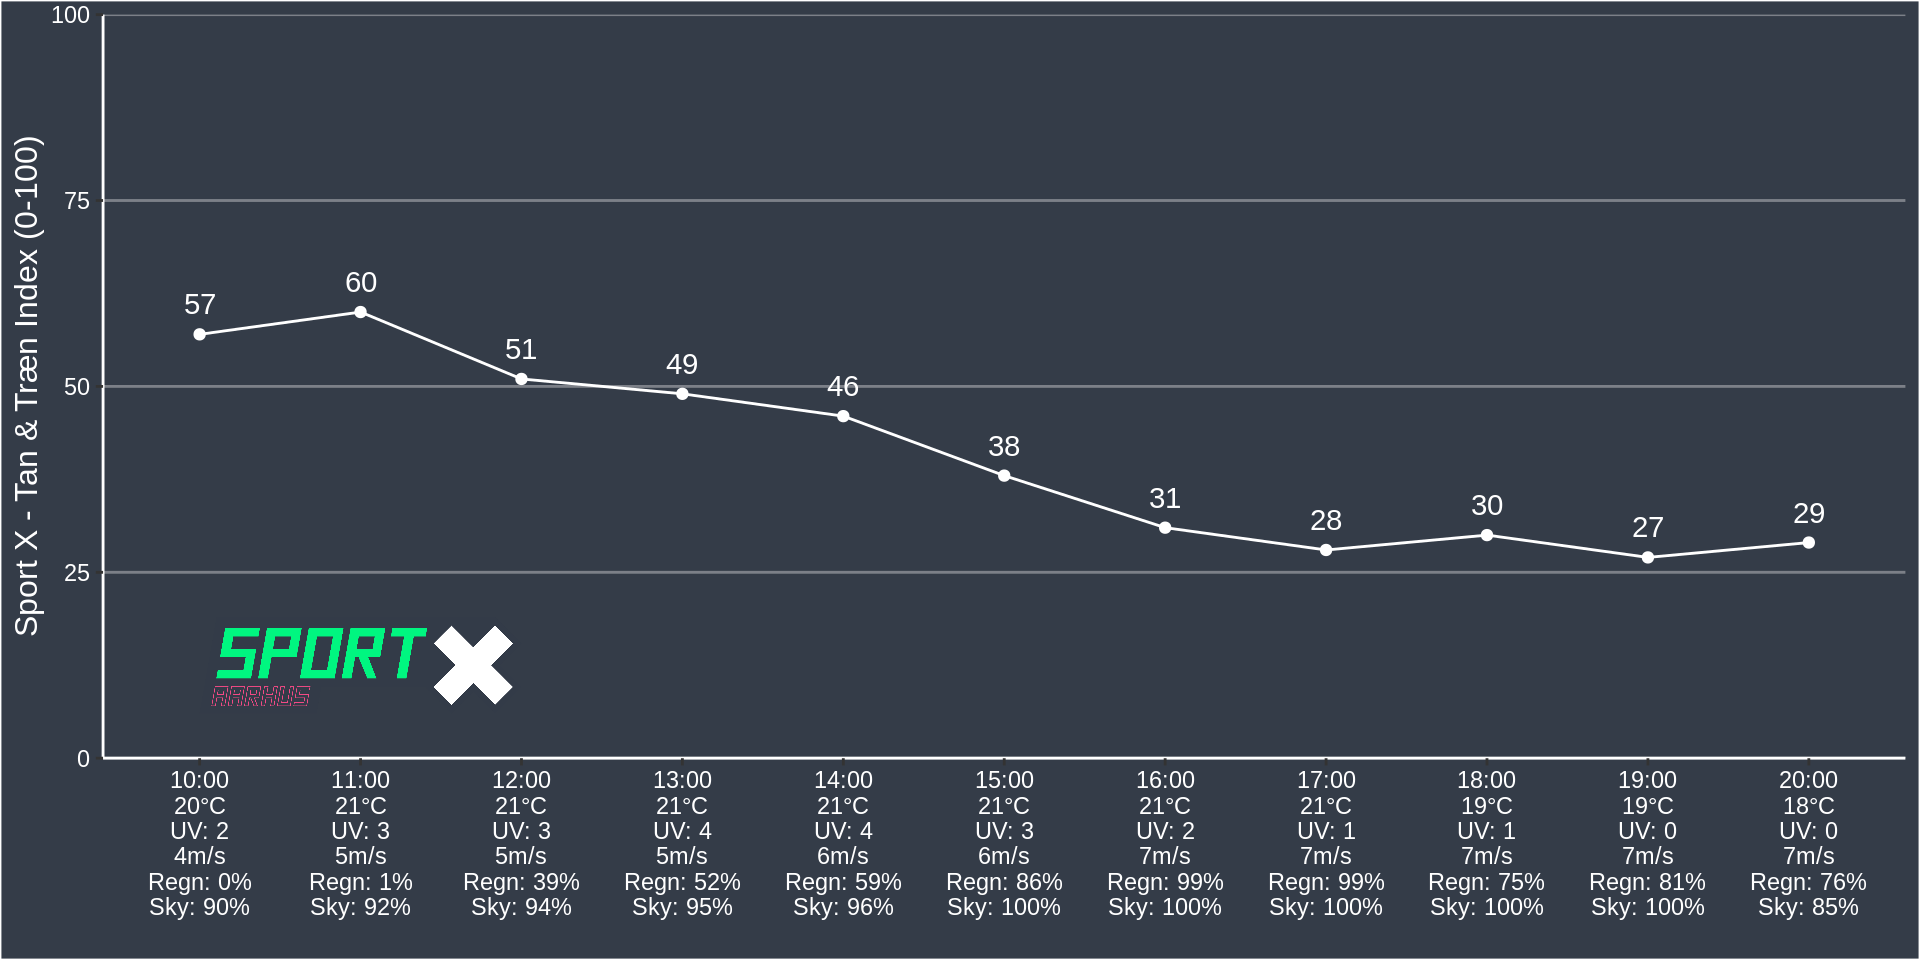 Sport X - Tan & Træn Index (0-100)
100
75
50
25
0
57
60
51
49
46
38
31
28
30
27
29
SPORT X
AARHUS
10:00 11:00 12:00 13:00 14:00 15:00 16:00 17:00 18:00 19:00 20:00
20°C 21°C 21°C 21°C 21°C 21°C 21°C 21°C 19°C 19°C 18°C
UV: 2 UV: 3 UV: 3 UV: 4 UV: 4 UV: 3 UV: 2 UV: 1 UV: 1 UV: 0 UV: 0
4m/s 5m/s 5m/s 5m/s 6m/s 6m/s 7m/s 7m/s 7m/s 7m/s 7m/s
Regn: 0% Regn: 1% Regn: 39% Regn: 52% Regn: 59% Regn: 86% Regn: 99% Regn: 99% Regn: 75% Regn: 81% Regn: 76%
Sky: 90% Sky: 92% Sky: 94% Sky: 95% Sky: 96% Sky: 100% Sky: 100% Sky: 100% Sky: 100% Sky: 100% Sky: 85%